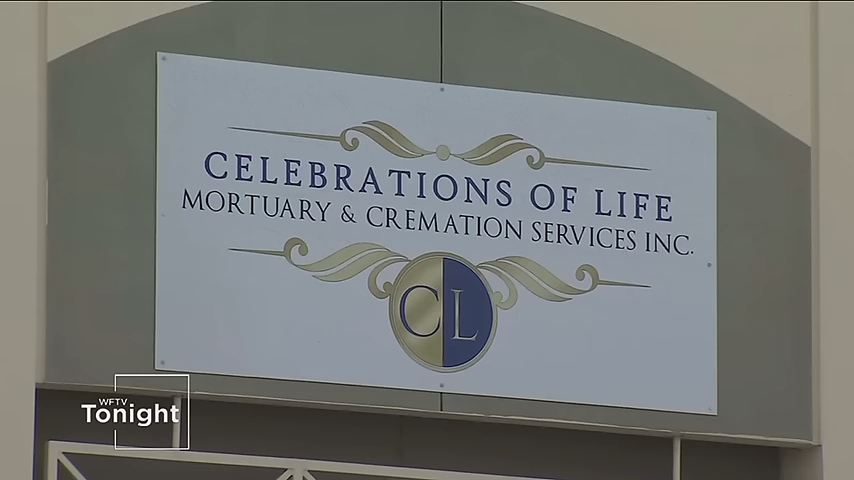 CELEBRATIONS OF LIFE
MORTUARY & CREMATION SERVICES INC.
CL
WFTV
Tonight